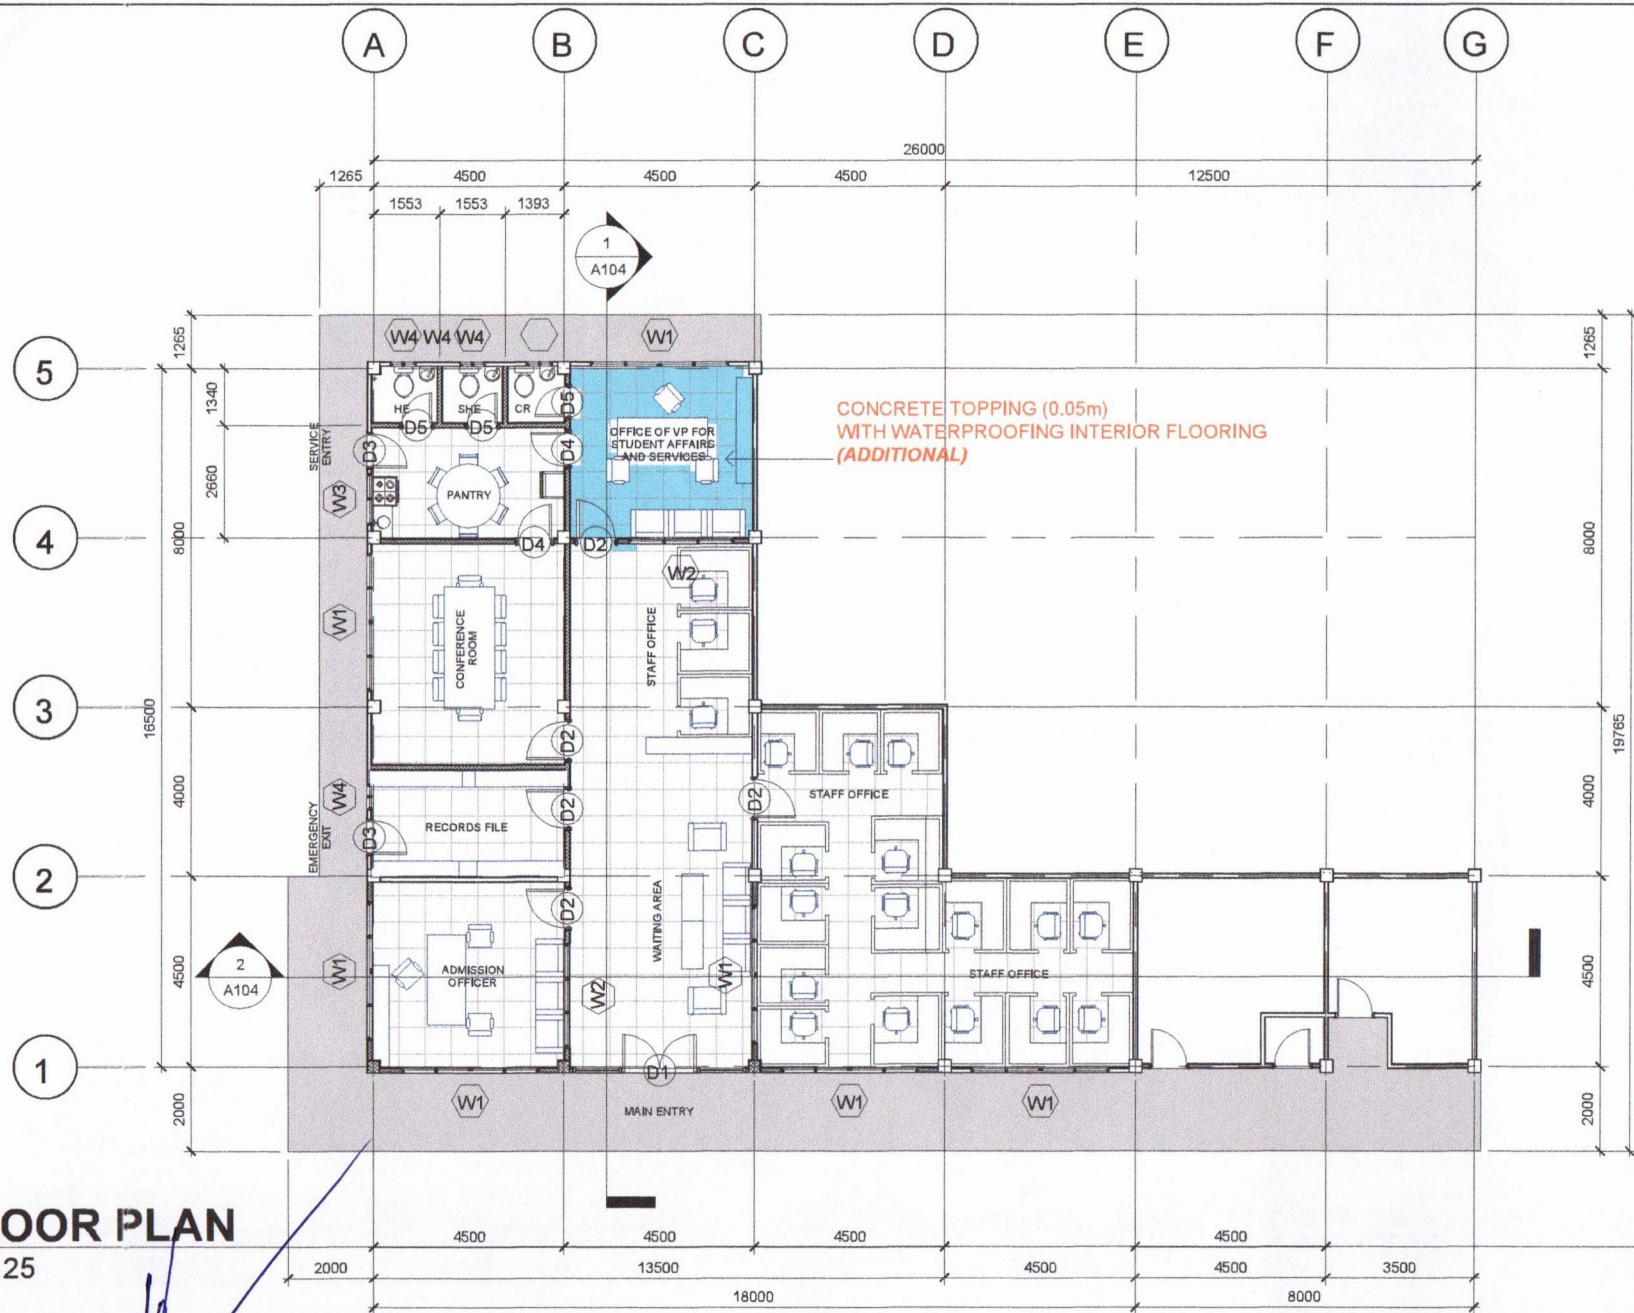 A B C D E F G
26000
1265 4500 4500 4500 12500
1553 1553 1393
1
A104
W4 W4 W4 W1
5
1265
1265
1340
HE SHE CR
D5 D5 D5
OFFICE OF VP FOR
STUDENT AFFAIRS
AND SERVICES
CONCRETE TOPPING (0.05m)
WITH WATERPROOFING INTERIOR FLOORING
(ADDITIONAL)
SERVICE
ENTRY
D3
D4
2660
W3
PANTRY
4
8000
D4
D2
8000
W2
W1
CONFERENCE
ROOM
STAFF OFFICE
3
16500
19765
D2
4000
W4
D2
D2
STAFF OFFICE
4000
EMERGENCY
EXIT
D3
RECORDS FILE
2
D2
WAITING AREA
2
A104
4500
W1
ADMISSION
OFFICER
W2
W1
STAFF OFFICE
4500
1
D1
2000
W1
MAIN ENTRY
W1
W1
2000
OOR PLAN
25
4500 4500 4500 4500
2000 13500 4500 4500 3500
18000 8000